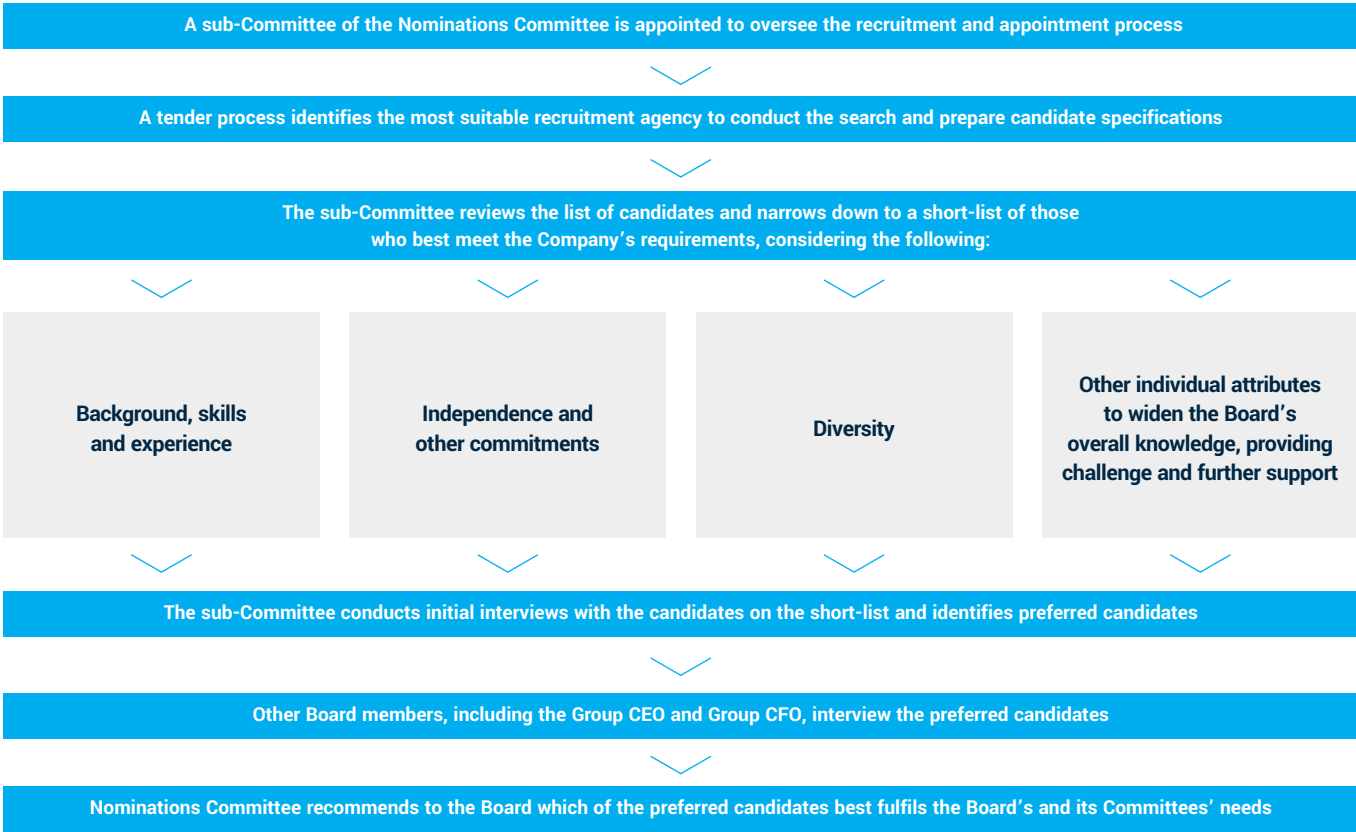 A sub-Committee of the Nominations Committee is appointed to oversee the recruitment and appointment process
A tender process identifies the most suitable recruitment agency to conduct the search and prepare candidate specifications
The sub-Committee reviews the list of candidates and narrows down to a short-list of those
who best meet the Company’s requirements, considering the following:
Background, skills
and experience
Independence and
other commitments
Diversity
Other individual attributes
to widen the Board’s
overall knowledge, providing
challenge and further support
The sub-Committee conducts initial interviews with the candidates on the short-list and identifies preferred candidates
Other Board members, including the Group CEO and Group CFO, interview the preferred candidates
Nominations Committee recommends to the Board which of the preferred candidates best fulfils the Board’s and its Committees’ needs